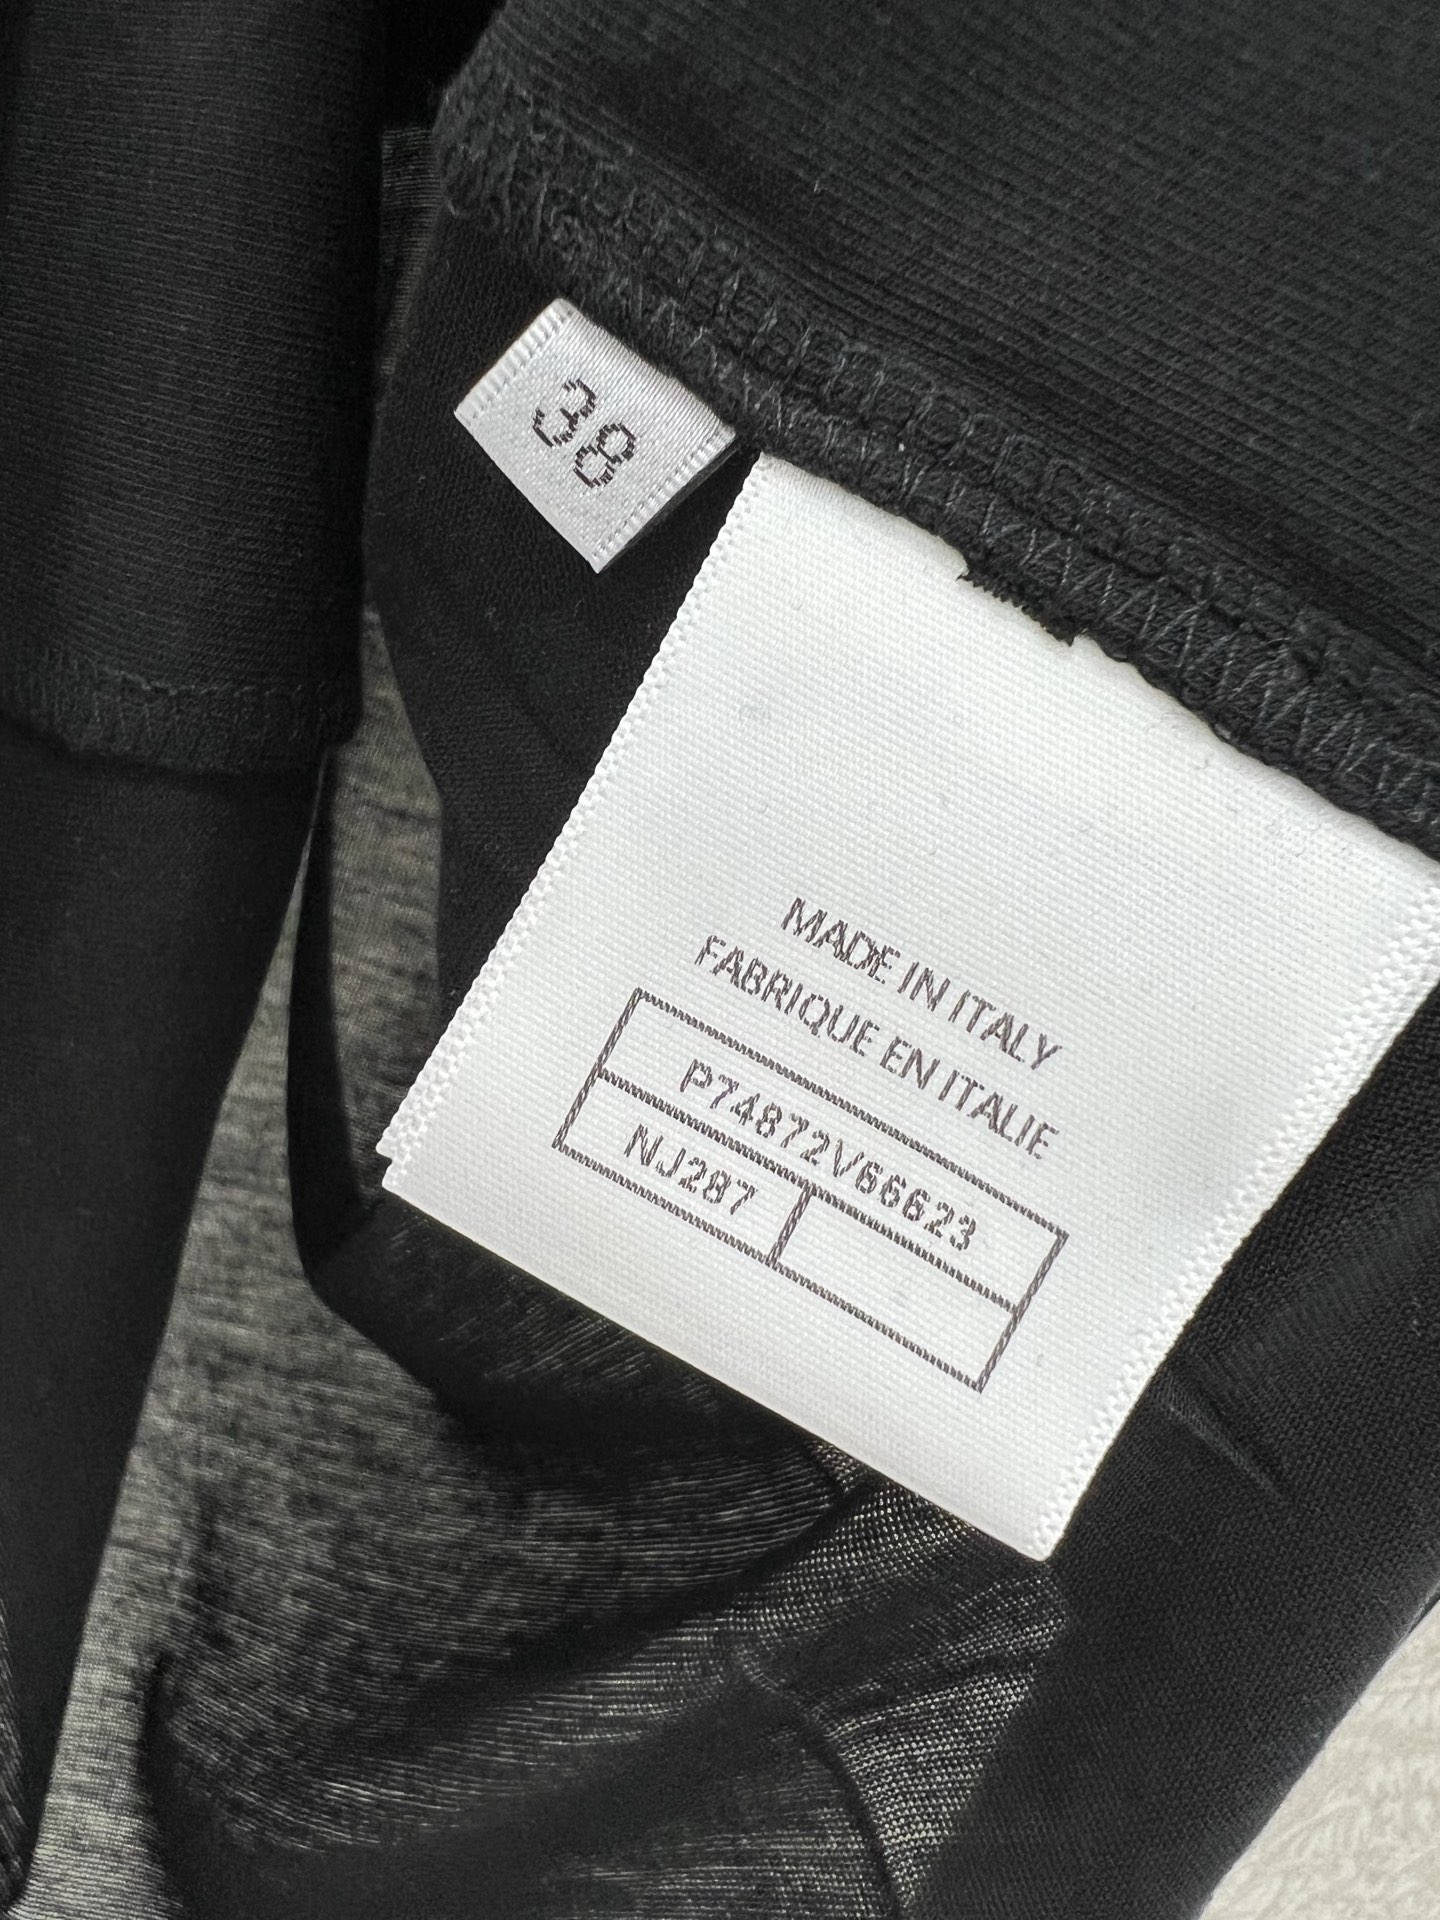 38
MADE IN ITALY
FABRIQUE EN ITALIE
P74872V66623
NJ287